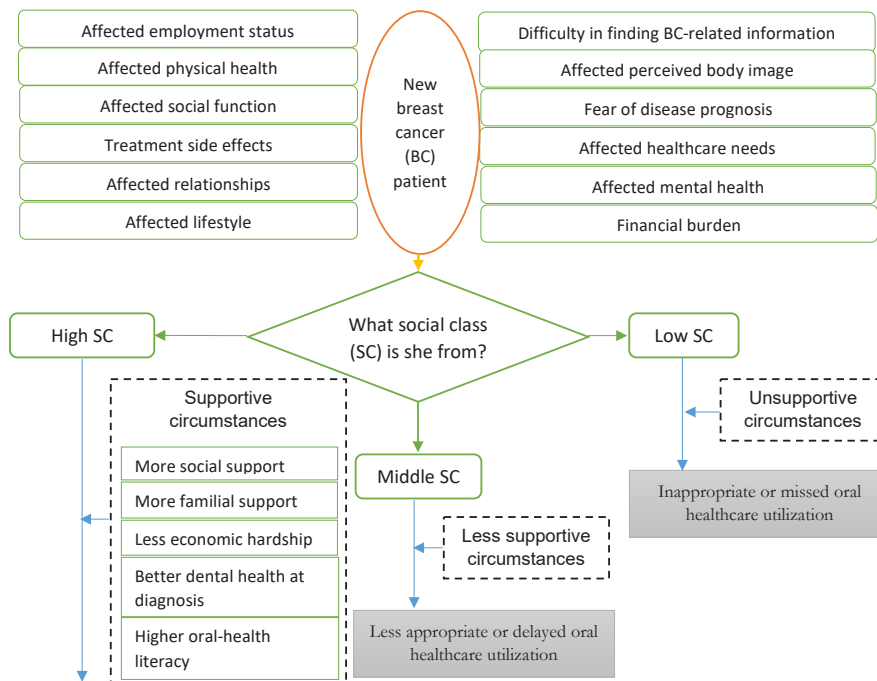 Affected employment status
Affected physical health
Affected social function
Treatment side effects
Affected relationships
Affected lifestyle
New
breast
cancer
(BC)
patient
Difficulty in finding BC-related information
Affected perceived body image
Fear of disease prognosis
Affected healthcare needs
Affected mental health
Financial burden
What social class
(SC) is she from?
High SC
Low SC
Supportive
circumstances
More social support
More familial support
Less economic hardship
Better dental health at
diagnosis
Higher oral-health
literacy
Middle SC
Less supportive
circumstances
Less appropriate or delayed oral
healthcare utilization
Unsupportive
circumstances
Inappropriate or missed oral
healthcare utilization